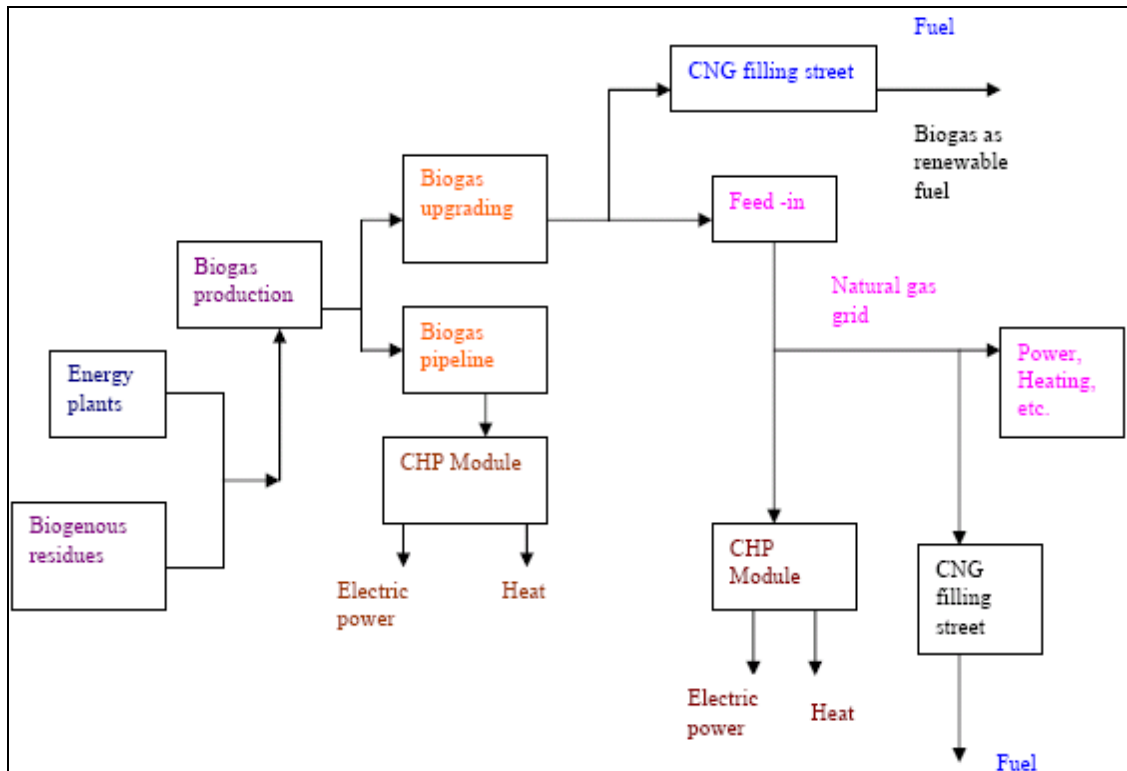 Fuel
CNG filling street
Biogas as
renewable
fuel
Biogas
upgrading
Feed -in
Biogas
production
Natural gas
grid
Biogas
pipeline
Power,
Heating,
etc.
Energy
plants
CHP Module
Biogenous
residues
CHP
Module
CNG
filling
street
Electric
power
Heat
Electric
power
Heat
Fuel